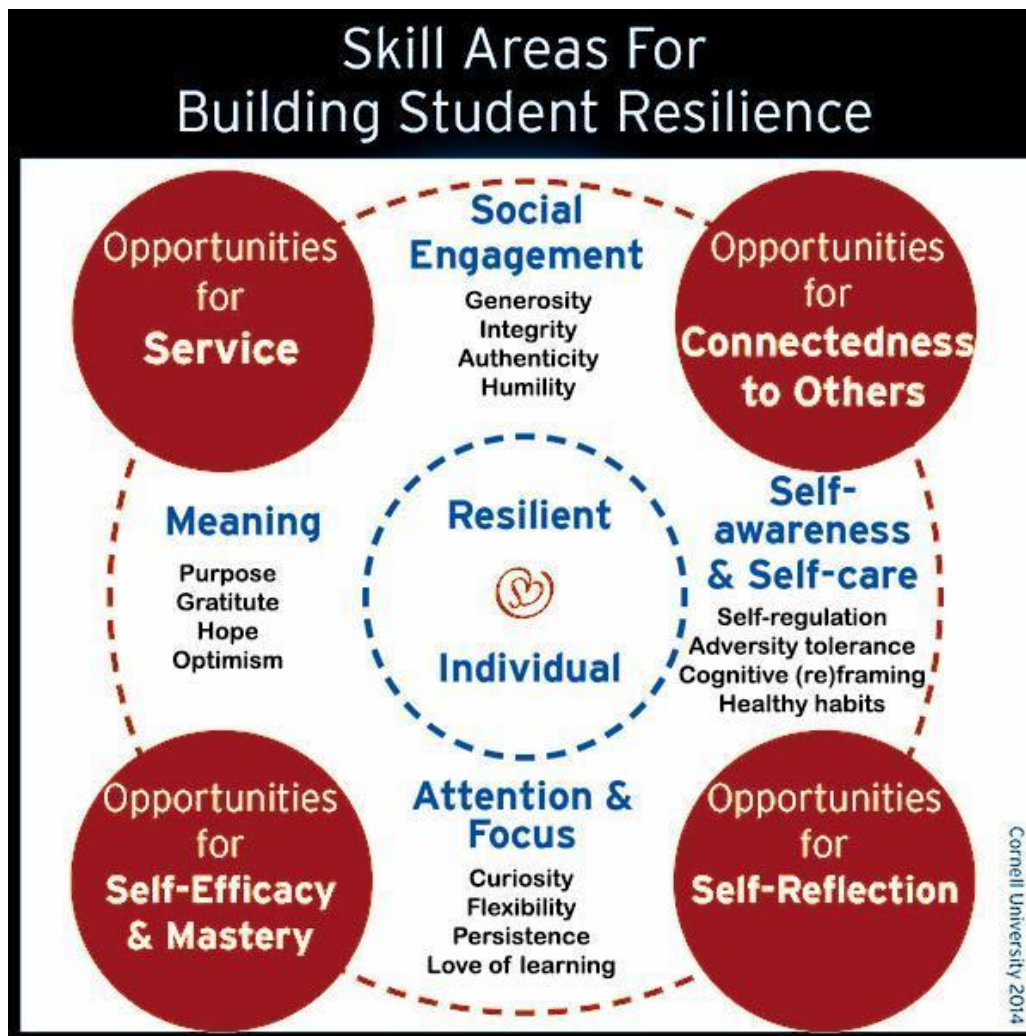 Skill Areas For
Building Student Resilience
Opportunities
for
Service
Social
Engagement
Generosity
Integrity
Authenticity
Humility
Opportunities
for
Connectedness
to Others
Meaning
Purpose
Gratitute
Hope
Optimism
Resilient
Individual
Self-
awareness
& Self-care
Self-regulation
Adversity tolerance
Cognitive (re)framing
Healthy habits
Opportunities
for
Self-Efficacy
& Mastery
Attention &
Focus
Curiosity
Flexibility
Persistence
Love of learning
Opportunities
for
Self-Reflection
Cornell University 2014